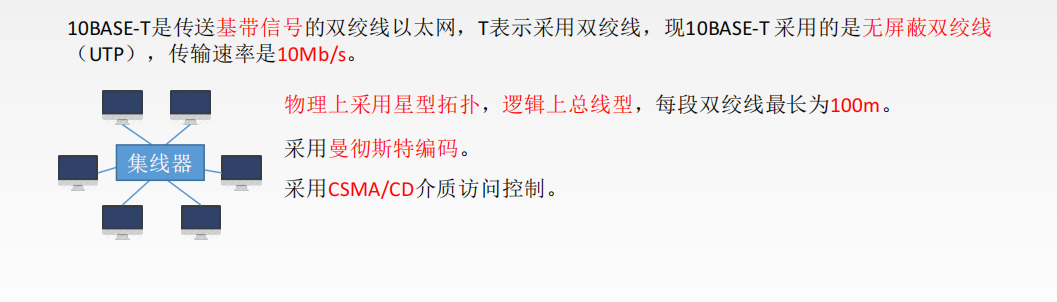 10BASE-T是传送基带信号的双绞线以太网，T表示采用双绞线，现10BASE-T 采用的是无屏蔽双绞线
（UTP），传输速率是10Mb/s。
物理上采用星型拓扑，逻辑上总线型，每段双绞线最长为100m。
采用曼彻斯特编码。
集线器
采用CSMA/CD介质访问控制。